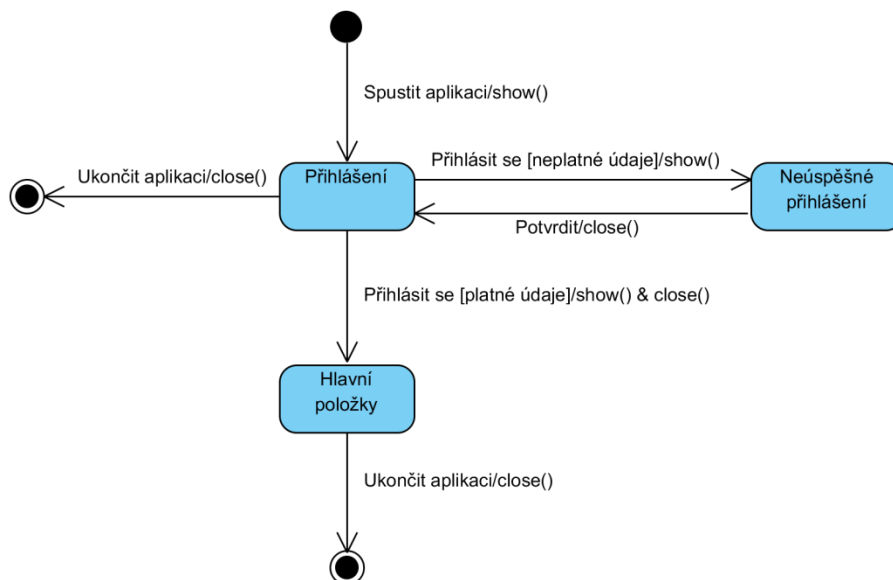 Spustit aplikaci/show()
Ukončit aplikaci/close()
Přihlášení
Přihlásit se [neplatné údaje]/show()
Neúspěšné
přihlášení
Potvrdit/close()
Přihlásit se [platné údaje]/show() & close()
Hlavní
položky
Ukončit aplikaci/close()